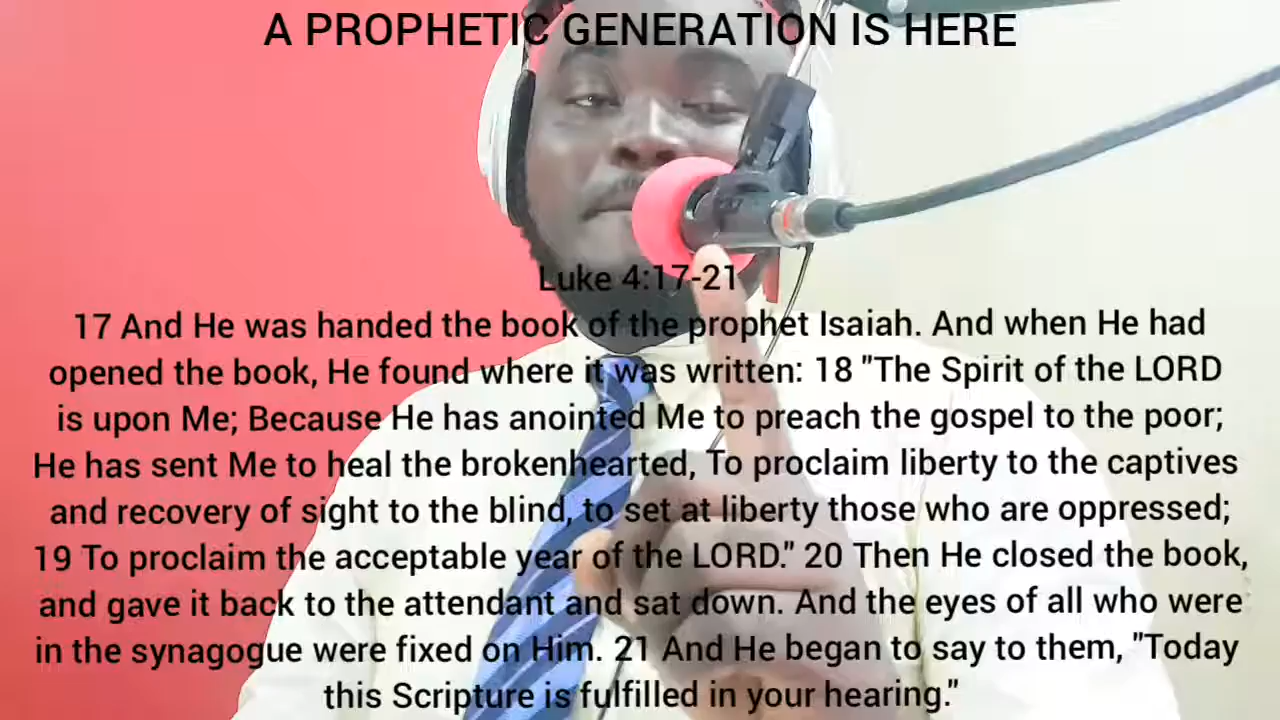 A PROPHETIC GENERATION IS HERE
Luke 4:17-21
17 And He was handed the book of the prophet Isaiah. And when He had
opened the book, He found where it was written: 18 "The Spirit of the LORD
is upon Me; Because He has anointed Me to preach the gospel to the poor;
He has sent Me to heal the brokenhearted, To proclaim liberty to the captives
and recovery of sight to the blind, to set at liberty those who are oppressed;
19 To proclaim the acceptable year of the LORD." 20 Then He closed the book,
and gave it back to the attendant and sat down. And the eyes of all who were
in the synagogue were fixed on Him. 21 And He began to say to them, "Today
this Scripture is fulfilled in your hearing."